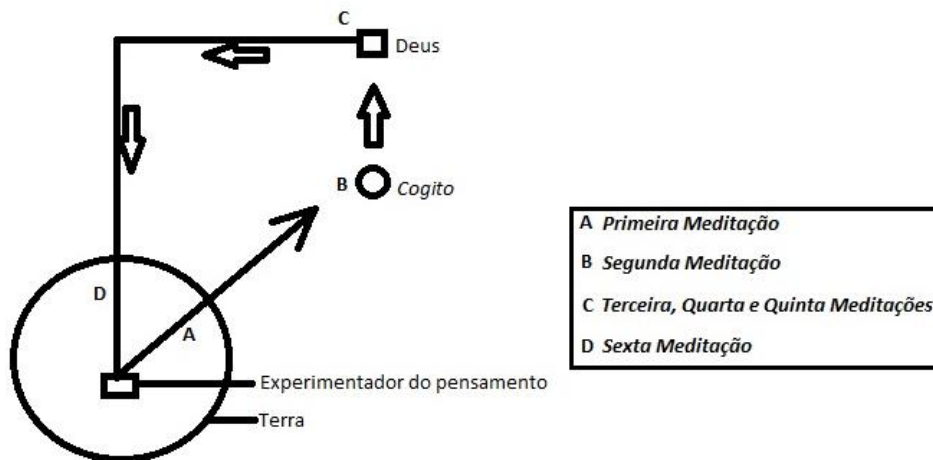 C
Deus
B
Cogito
D
A
Experimentador do pensamento
Terra
A Primeira Meditação
B Segunda Meditação
C Terceira, Quarta e Quinta Meditações
D Sexta Meditação